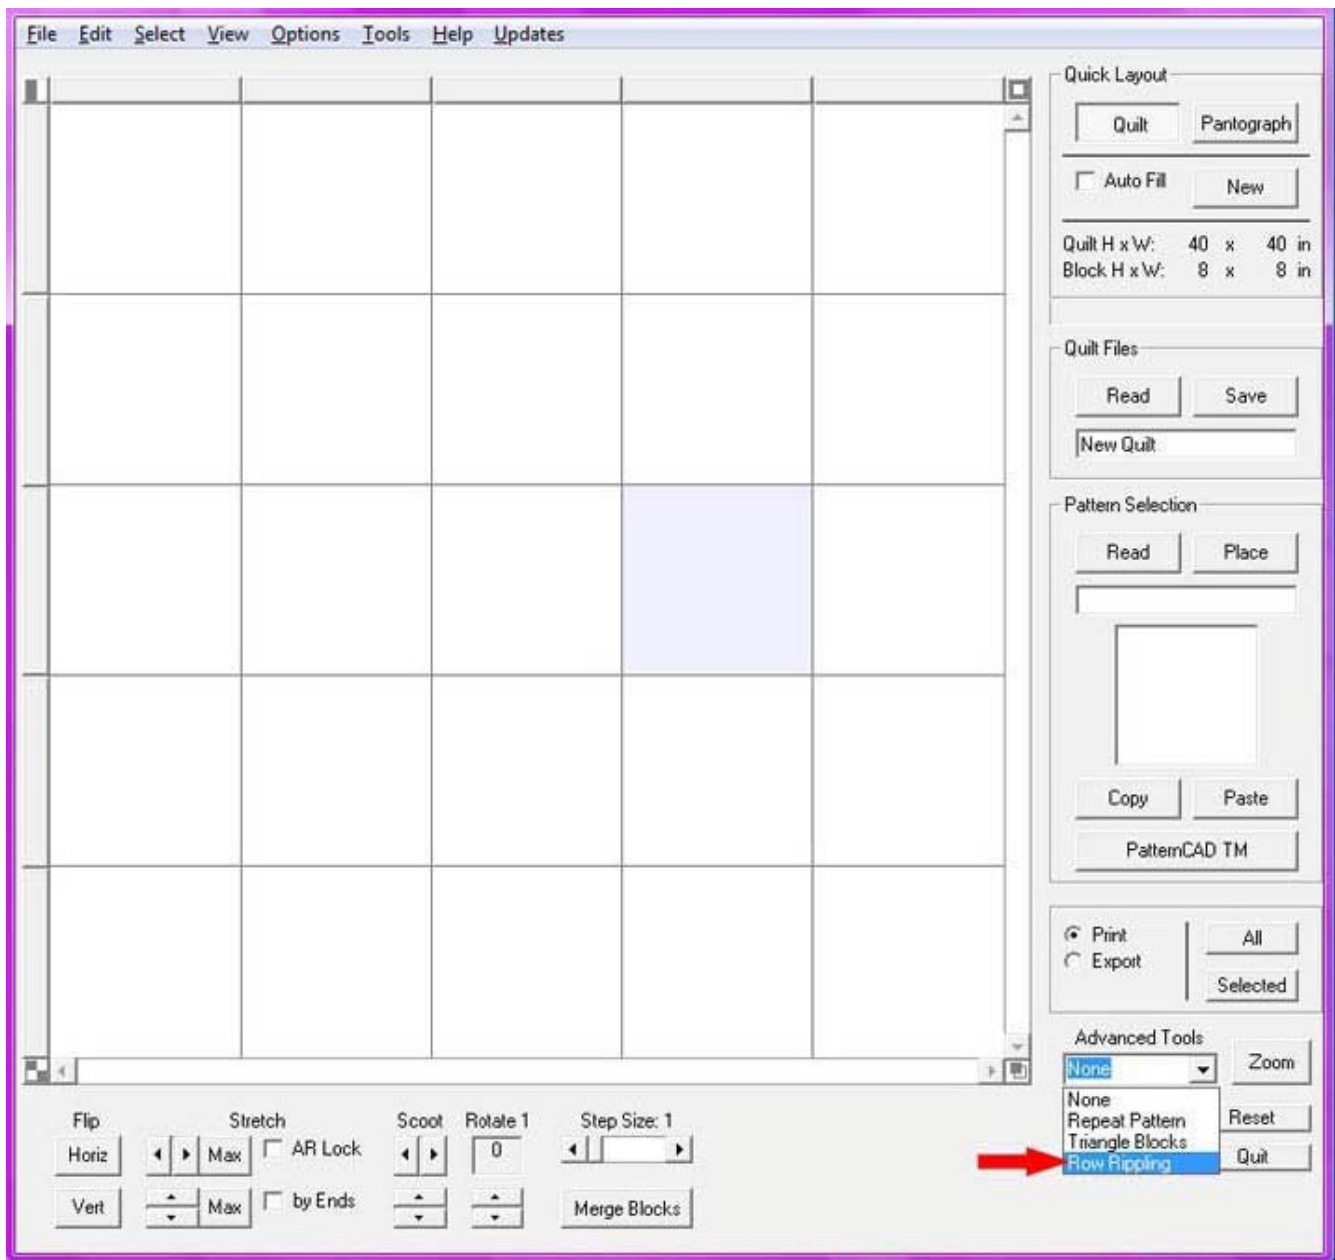 File Edit Select View Options Tools Help Updates
Quick Layout
Quilt Pantograph
Auto Fill New
Quilt H x W: 40 x 40 in
Block H x W: 8 x 8 in
Quilt Files
Read Save
New Quilt
Pattern Selection
Read Place
Copy Paste
PatternCAD TM
Print All
Export
Selected
Advanced Tools
None Zoom
None
Repeat Pattern Reset
Triangle Blocks
Row Rippling Quit
Flip Stretch Scoot Rotate 1 Step Size: 1
Horiz Max AR Lock 0
Vert Max by Ends Merge Blocks